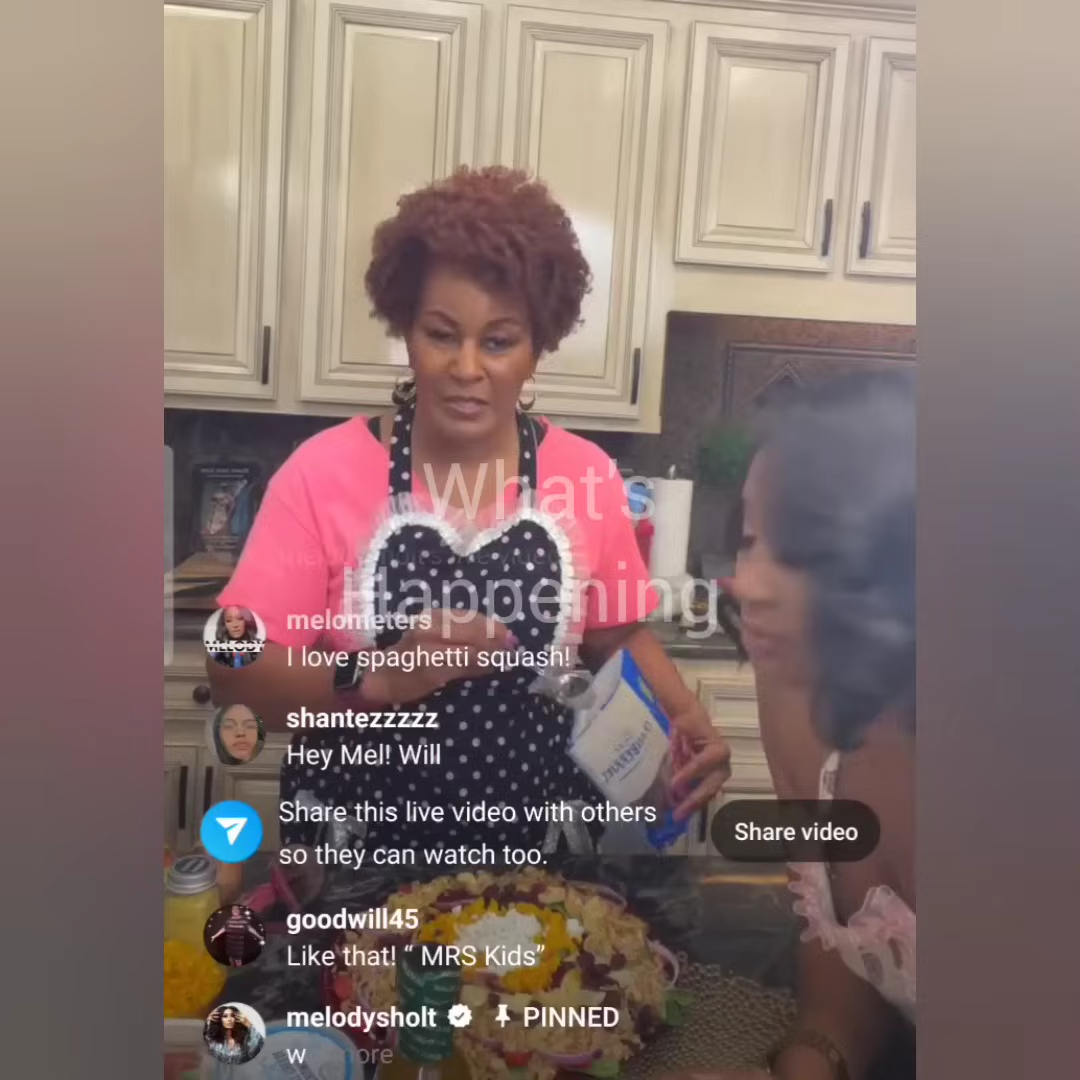 What's
Happening
melometers
I love spaghetti squash!
shantezzzzz
Hey Mel! Will
Share this live video with others
so they can watch too.
Share video
goodwill45
Like that! “ MRS Kids”
melodysholt PINNED
w